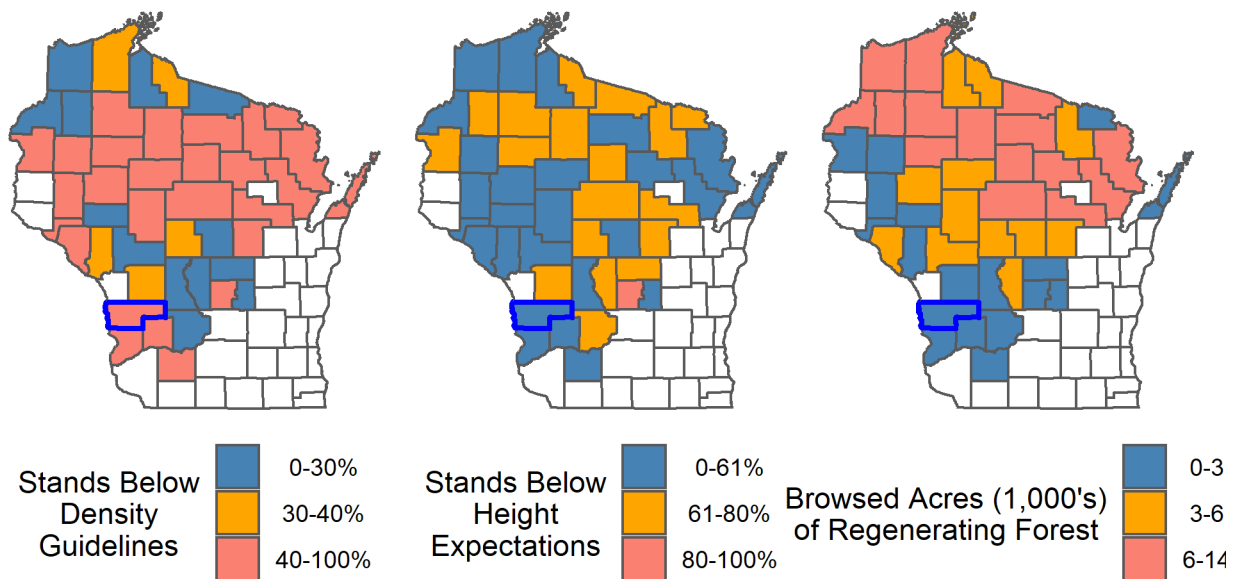 Stands Below
Density
Guidelines
0-30%
30-40%
40-100%
Stands Below
Height
Expectations
0-61%
61-80%
80-100%
Browsed Acres (1,000's)
of Regenerating Forest
0-3
3-6
6-14